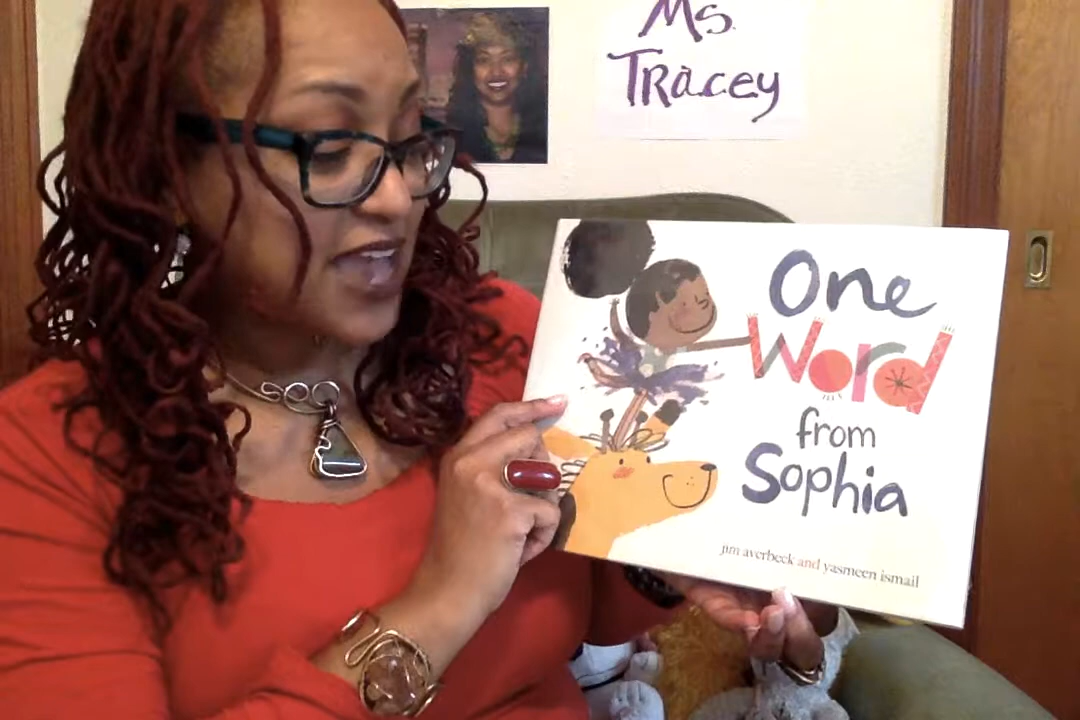 Ms.
Tracey
One
Word
from
Sophia
jim averbeck and yasmeen ismail